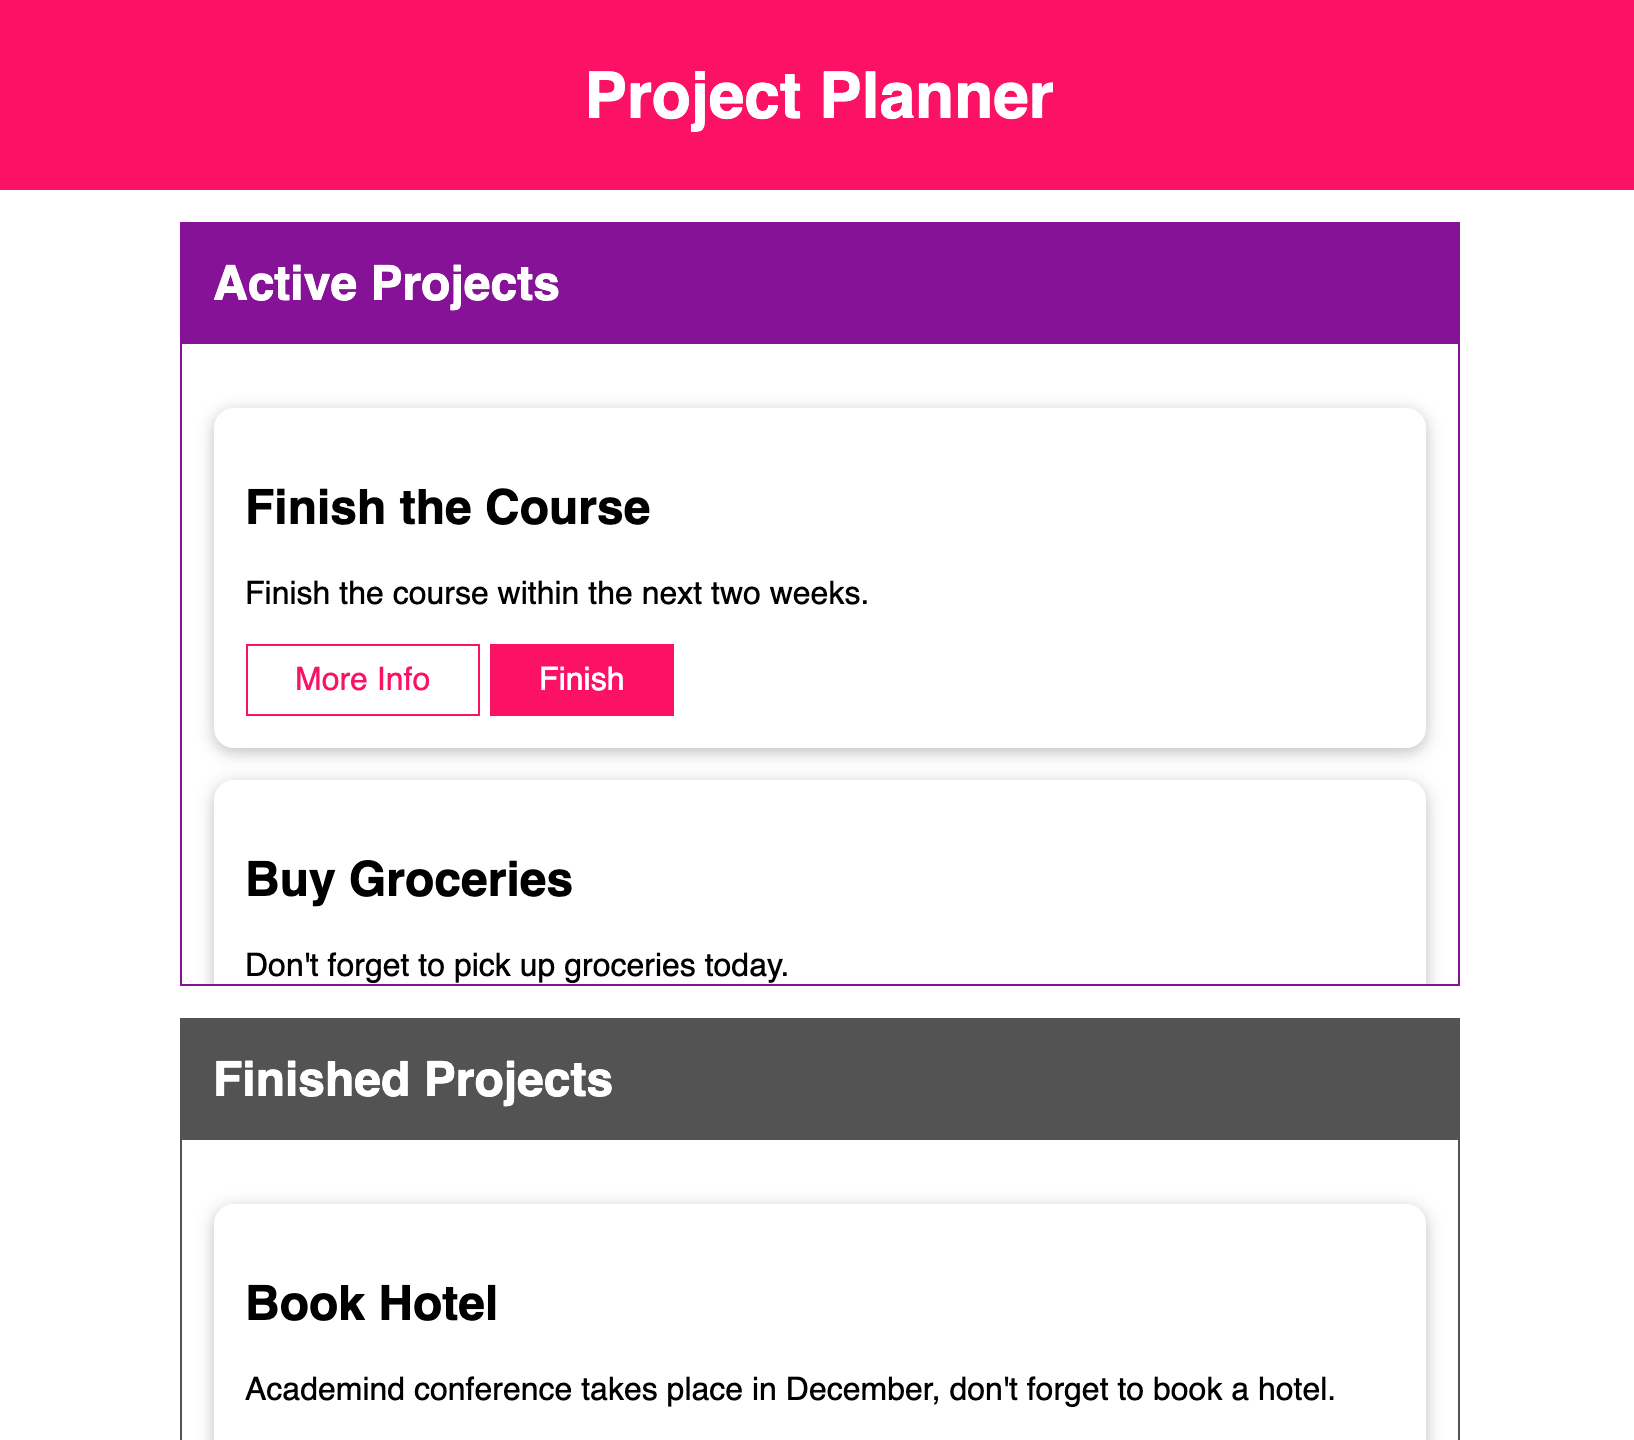 Project Planner
Active Projects
Finish the Course
Finish the course within the next two weeks.
More Info Finish
Buy Groceries
Don't forget to pick up groceries today.
Finished Projects
Book Hotel
Academind conference takes place in December, don't forget to book a hotel.